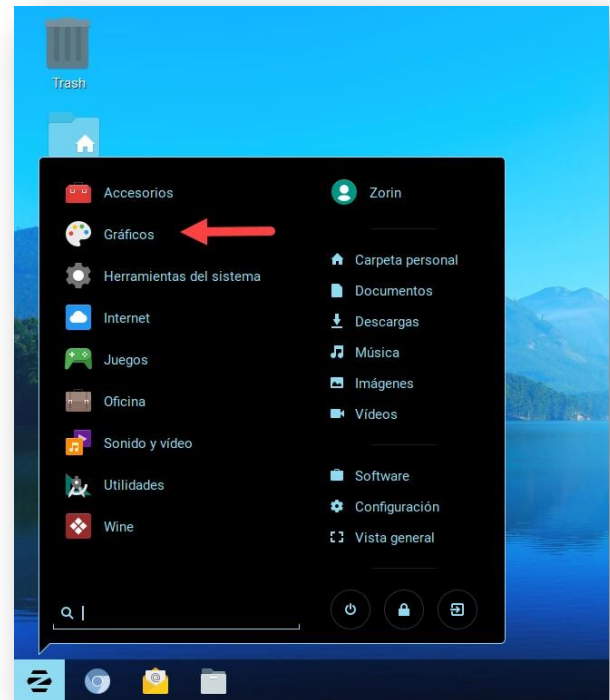 Trash
Accesorios
Gráficos
Herramientas del sistema
Internet
Juegos
Oficina
Sonido y vídeo
Utilidades
Wine
Zorin
Carpeta personal
Documentos
Descargas
Música
Imágenes
Vídeos
Software
Configuración
Vista general